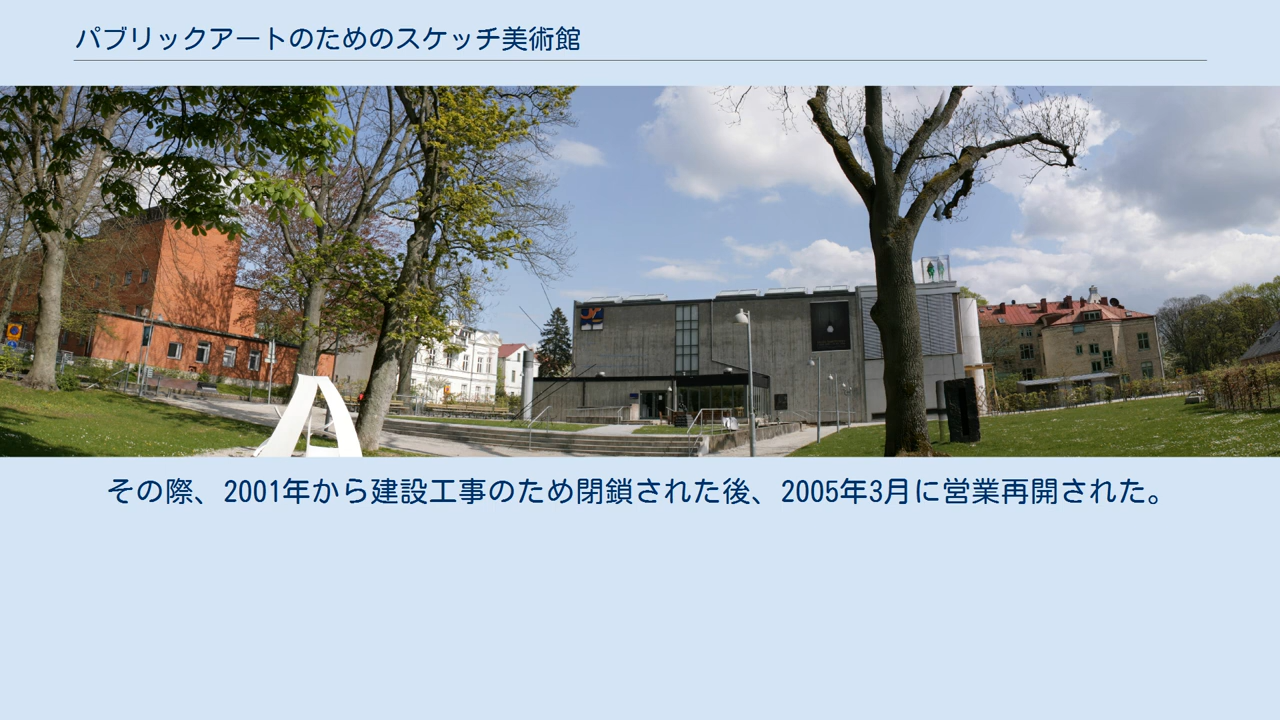 パブリックアートのためのスケッチ美術館
その際、2001年から建設工事のため閉鎖された後、2005年3月に営業再開された。